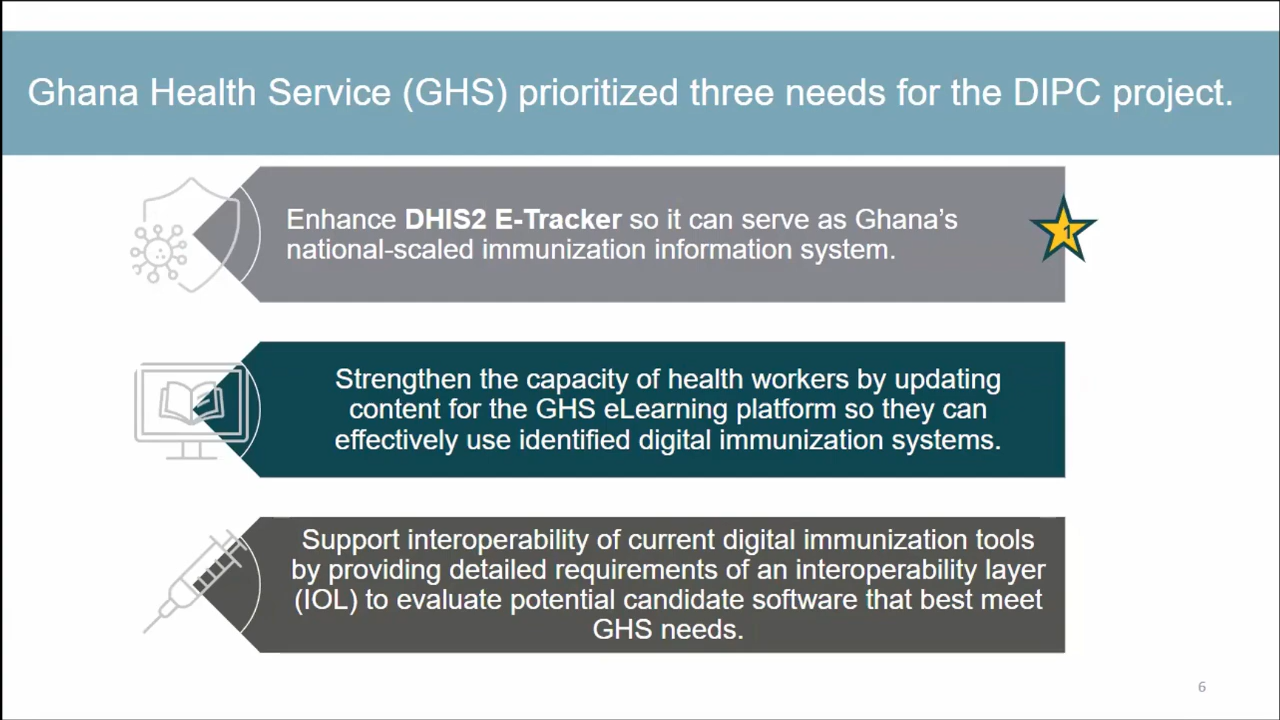 Ghana Health Service (GHS) prioritized three needs for the DIPC project.
Enhance DHIS2 E-Tracker so it can serve as Ghana’s
national-scaled immunization information system.
1
Strengthen the capacity of health workers by updating
content for the GHS eLearning platform so they can
effectively use identified digital immunization systems.
Support interoperability of current digital immunization tools
by providing detailed requirements of an interoperability layer
(IOL) to evaluate potential candidate software that best meet
GHS needs.
6